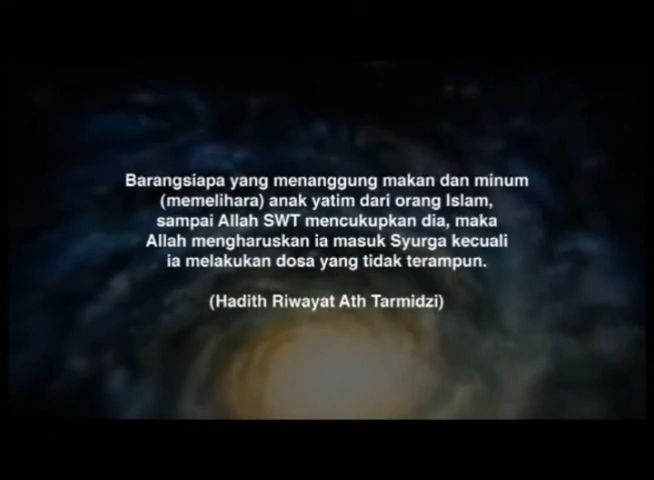 Barangsiapa yang menanggung makan dan minum
(memelihara) anak yatim dari orang Islam,
sampai Allah SWT mencukupkan dia, maka
Allah mengharuskan ia masuk Syurga kecuali
ia melakukan dosa yang tidak terampun.
(Hadith Riwayat Ath Tarmidzi)